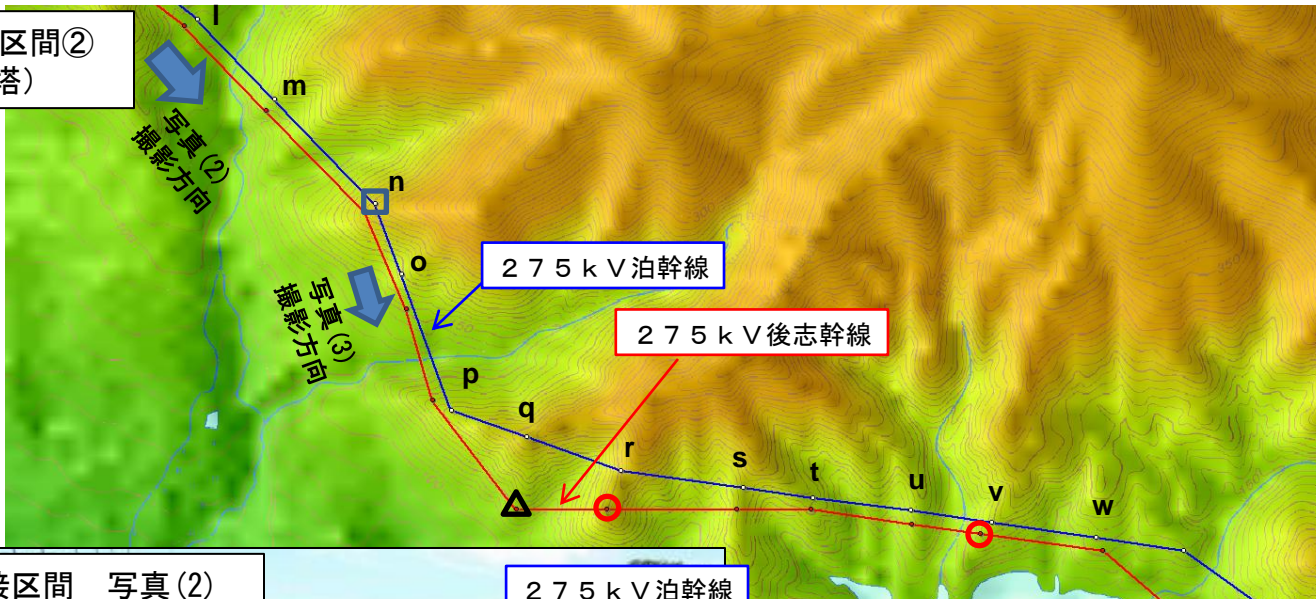 区間②
塔）
l
m
写真(2)
撮影方向
n
o
２７５ｋＶ泊幹線
写真(3)
撮影方向
２７５ｋＶ後志幹線
p
q
r
s
t
u
v
w
接区間　写真(2)
２７５ｋＶ泊幹線